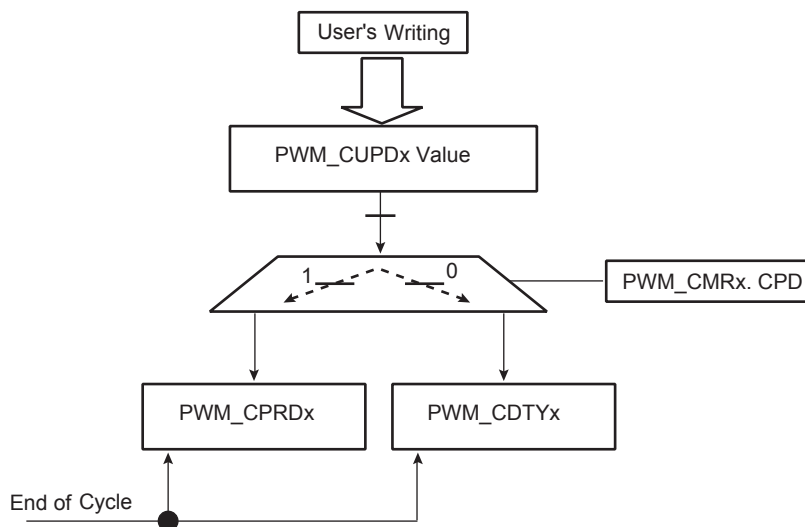 User's Writing
PWM_CUPDx Value
1
0
PWM_CMRx. CPD
PWM_CPRDx
PWM_CDTYx
End of Cycle